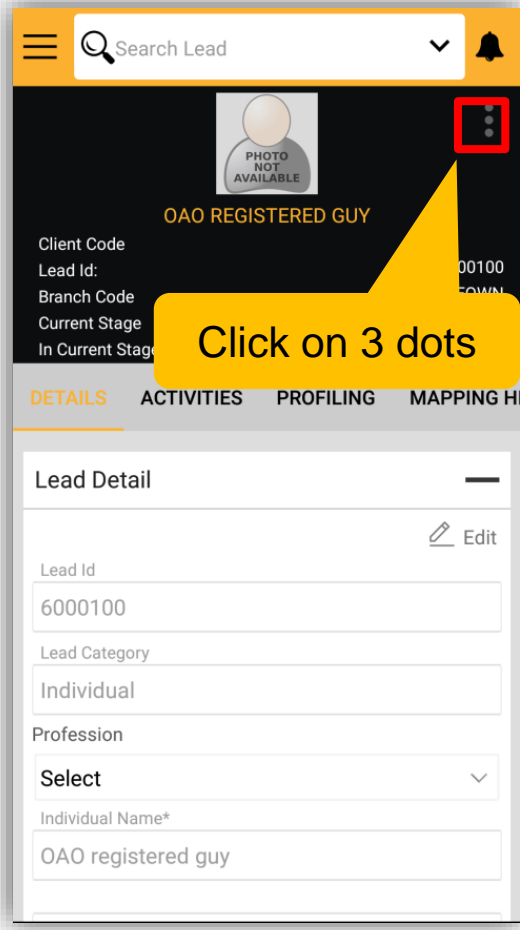 Search Lead
PHOTO
NOT
AVAILABLE
OAO REGISTERED GUY
Client Code
Lead Id:
Branch Code
Current Stage
In Current Stage
Click on 3 dots
DETAILS ACTIVITIES PROFILING MAPPING
Lead Detail
Edit
Lead Id
6000100
Lead Category
Individual
Profession
Select
Individual Name*
OAO registered guy